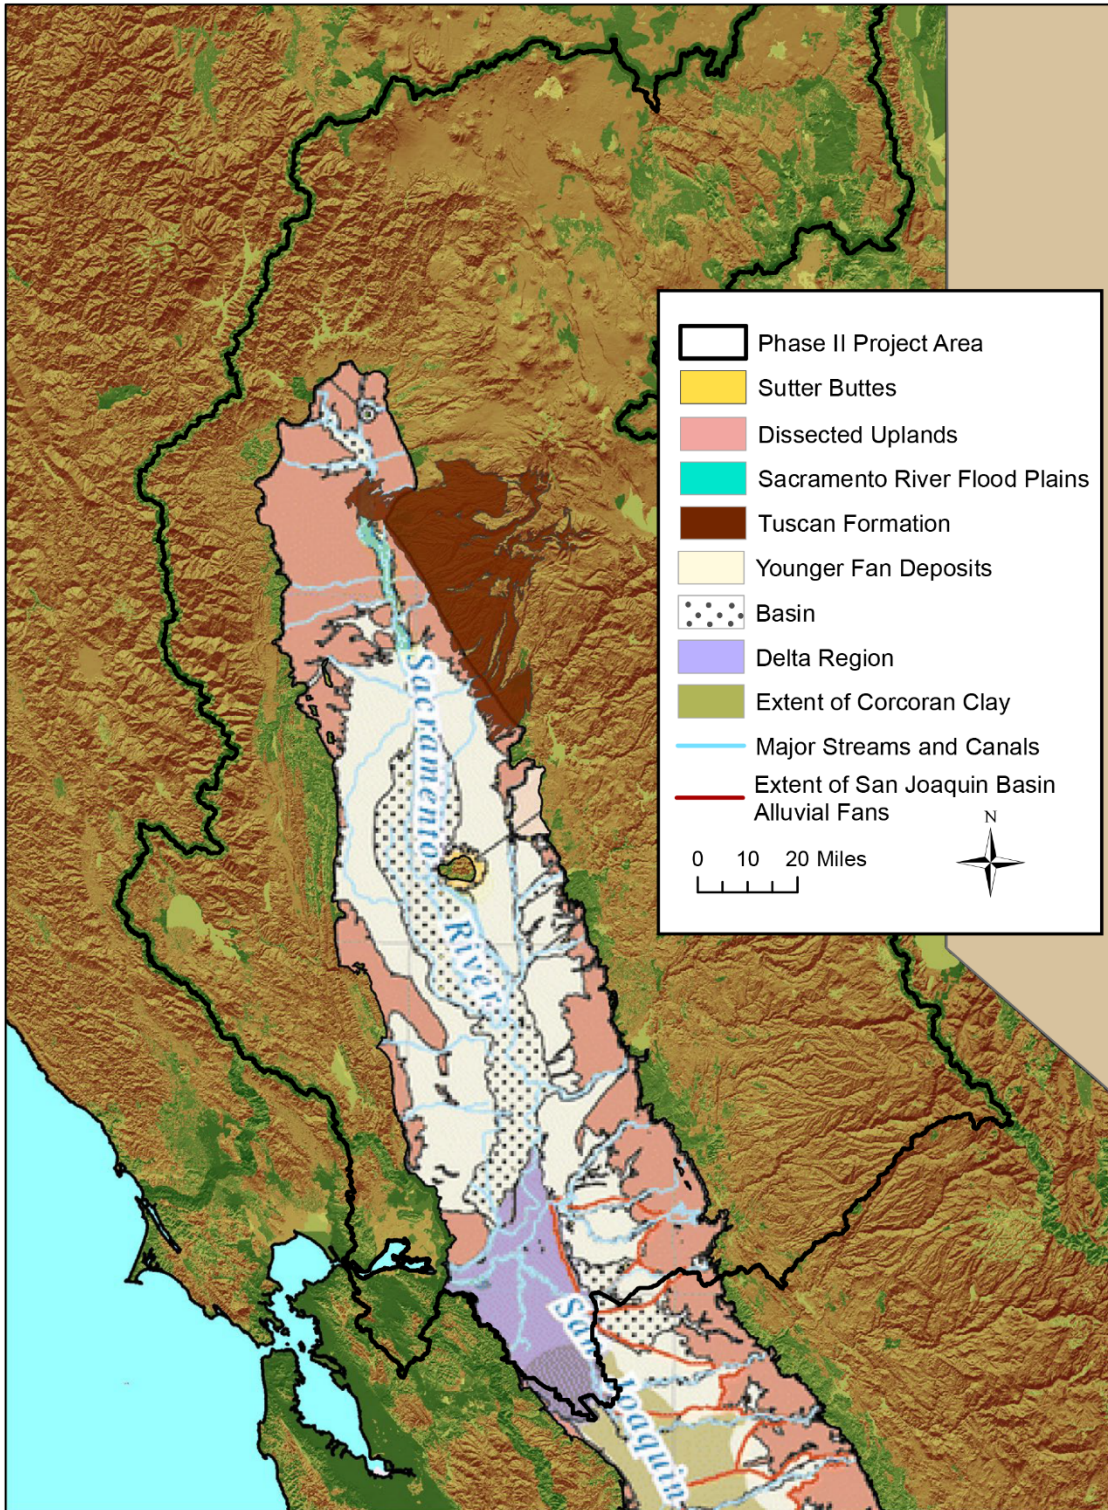 Phase II Project Area
Sutter Buttes
Dissected Uplands
Sacramento River Flood Plains
Tuscan Formation
Younger Fan Deposits
Basin
Delta Region
Extent of Corcoran Clay
Major Streams and Canals
Extent of San Joaquin Basin
Alluvial Fans
N
0 10 20 Miles
Sacramento
River
San
Joaquin